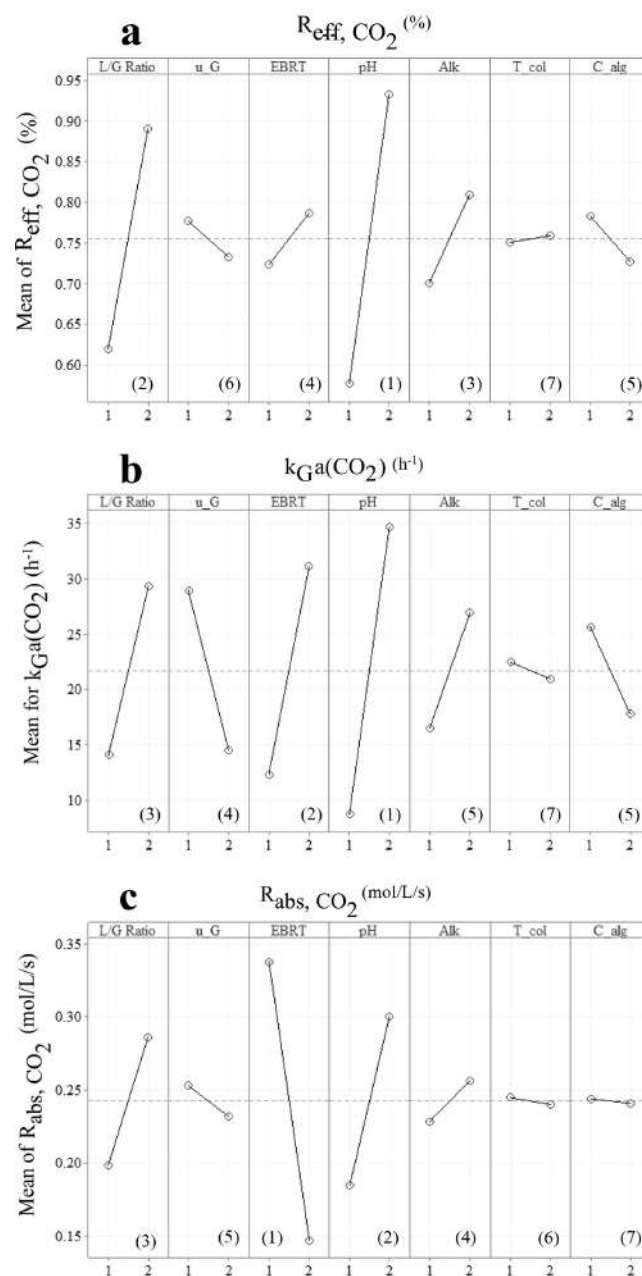 a
R_eff, CO₂ (%)
L/G Ratio u_G EBRT pH Alk T_col C_alg
Mean of R_eff, CO₂ (%)
0.95
0.90
0.85
0.80
0.75
0.70
0.65
0.60
(2) (6) (4) (1) (3) (7) (5)
1 2 1 2 1 2 1 2 1 2 1 2 1 2
b
k_Ga(CO₂) (h⁻¹)
L/G Ratio u_G EBRT pH Alk T_col C_alg
Mean for k_Ga(CO₂) (h⁻¹)
35
30
25
20
15
10
(3) (4) (2) (1) (5) (7) (5)
1 2 1 2 1 2 1 2 1 2 1 2 1 2
c
R_abs, CO₂ (mol/L/s)
L/G Ratio u_G EBRT pH Alk T_col C_alg
Mean of R_abs, CO₂ (mol/L/s)
0.35
0.30
0.25
0.20
0.15
(3) (5) (1) (2) (4) (6) (7)
1 2 1 2 1 2 1 2 1 2 1 2 1 2